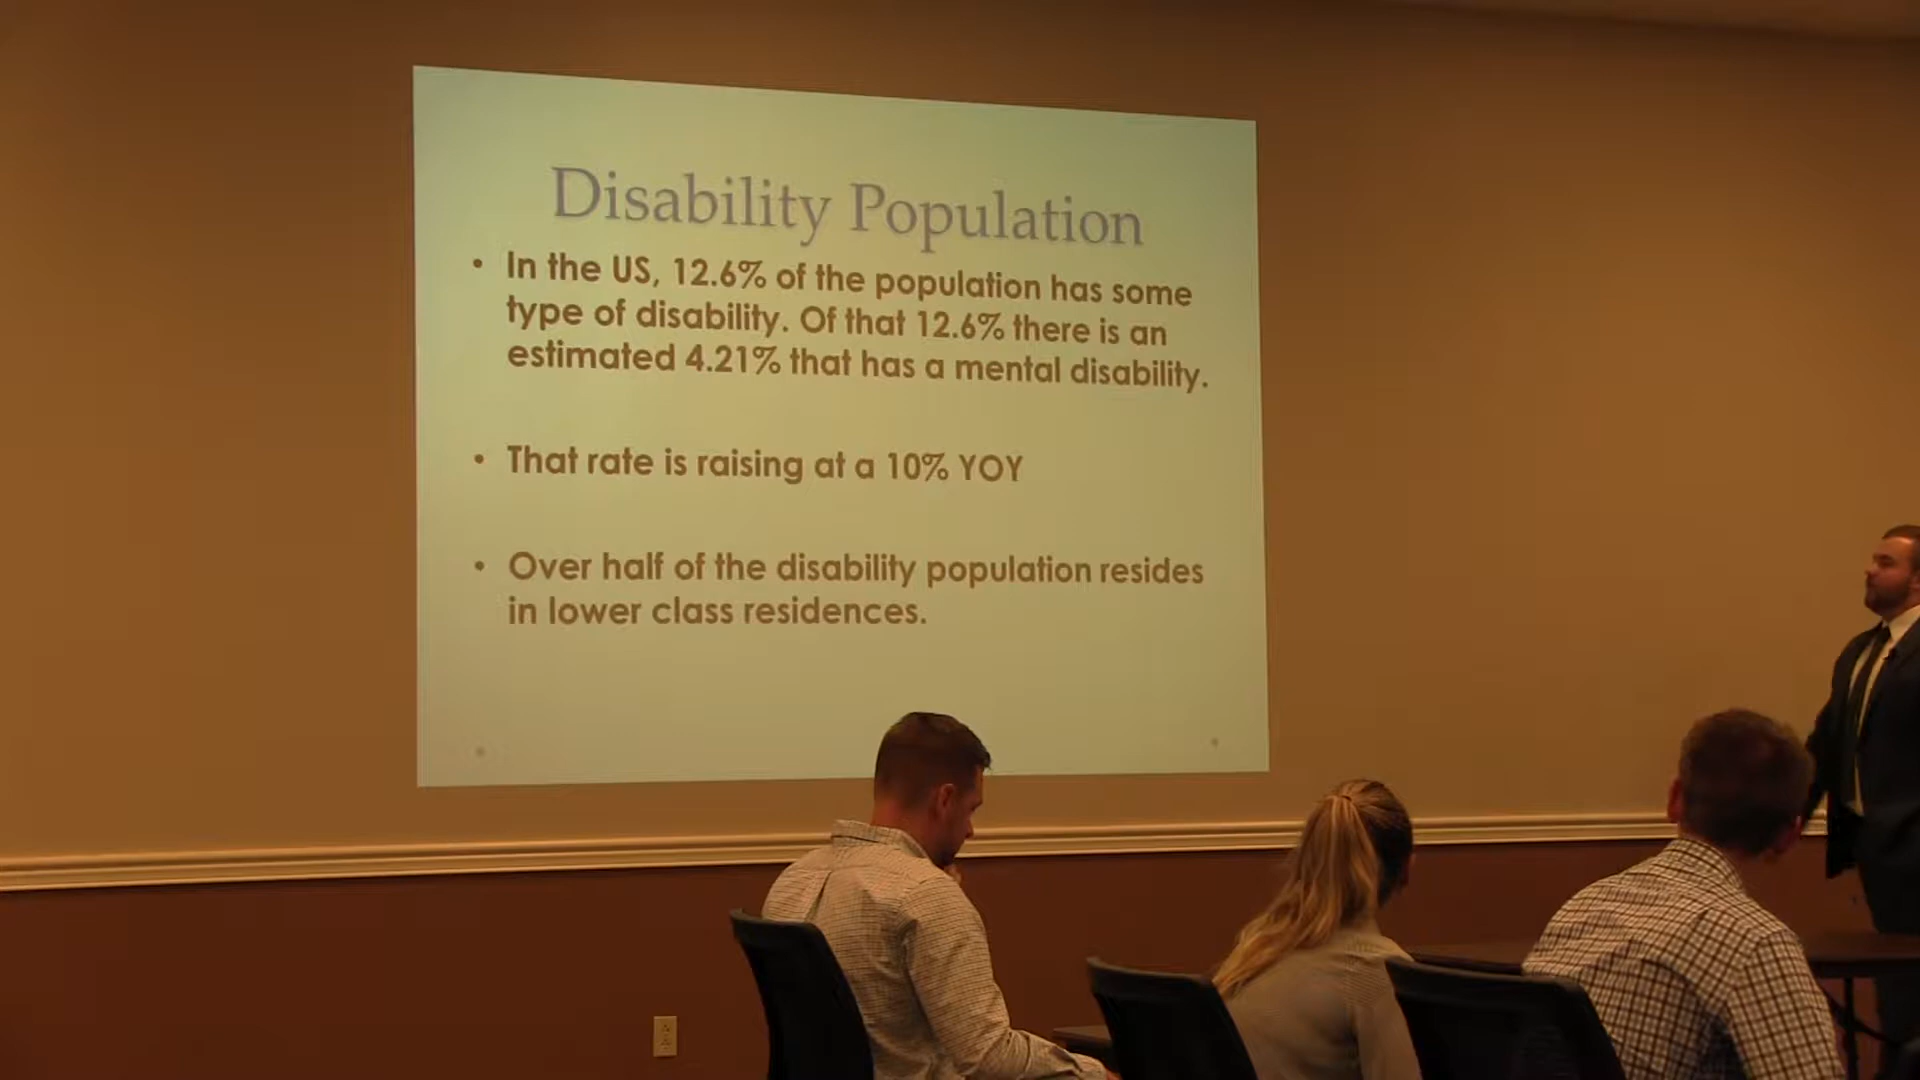 Disability Population
• In the US, 12.6% of the population has some
type of disability. Of that 12.6% there is an
estimated 4.21% that has a mental disability.
• That rate is raising at a 10% YOY
• Over half of the disability population resides
in lower class residences.